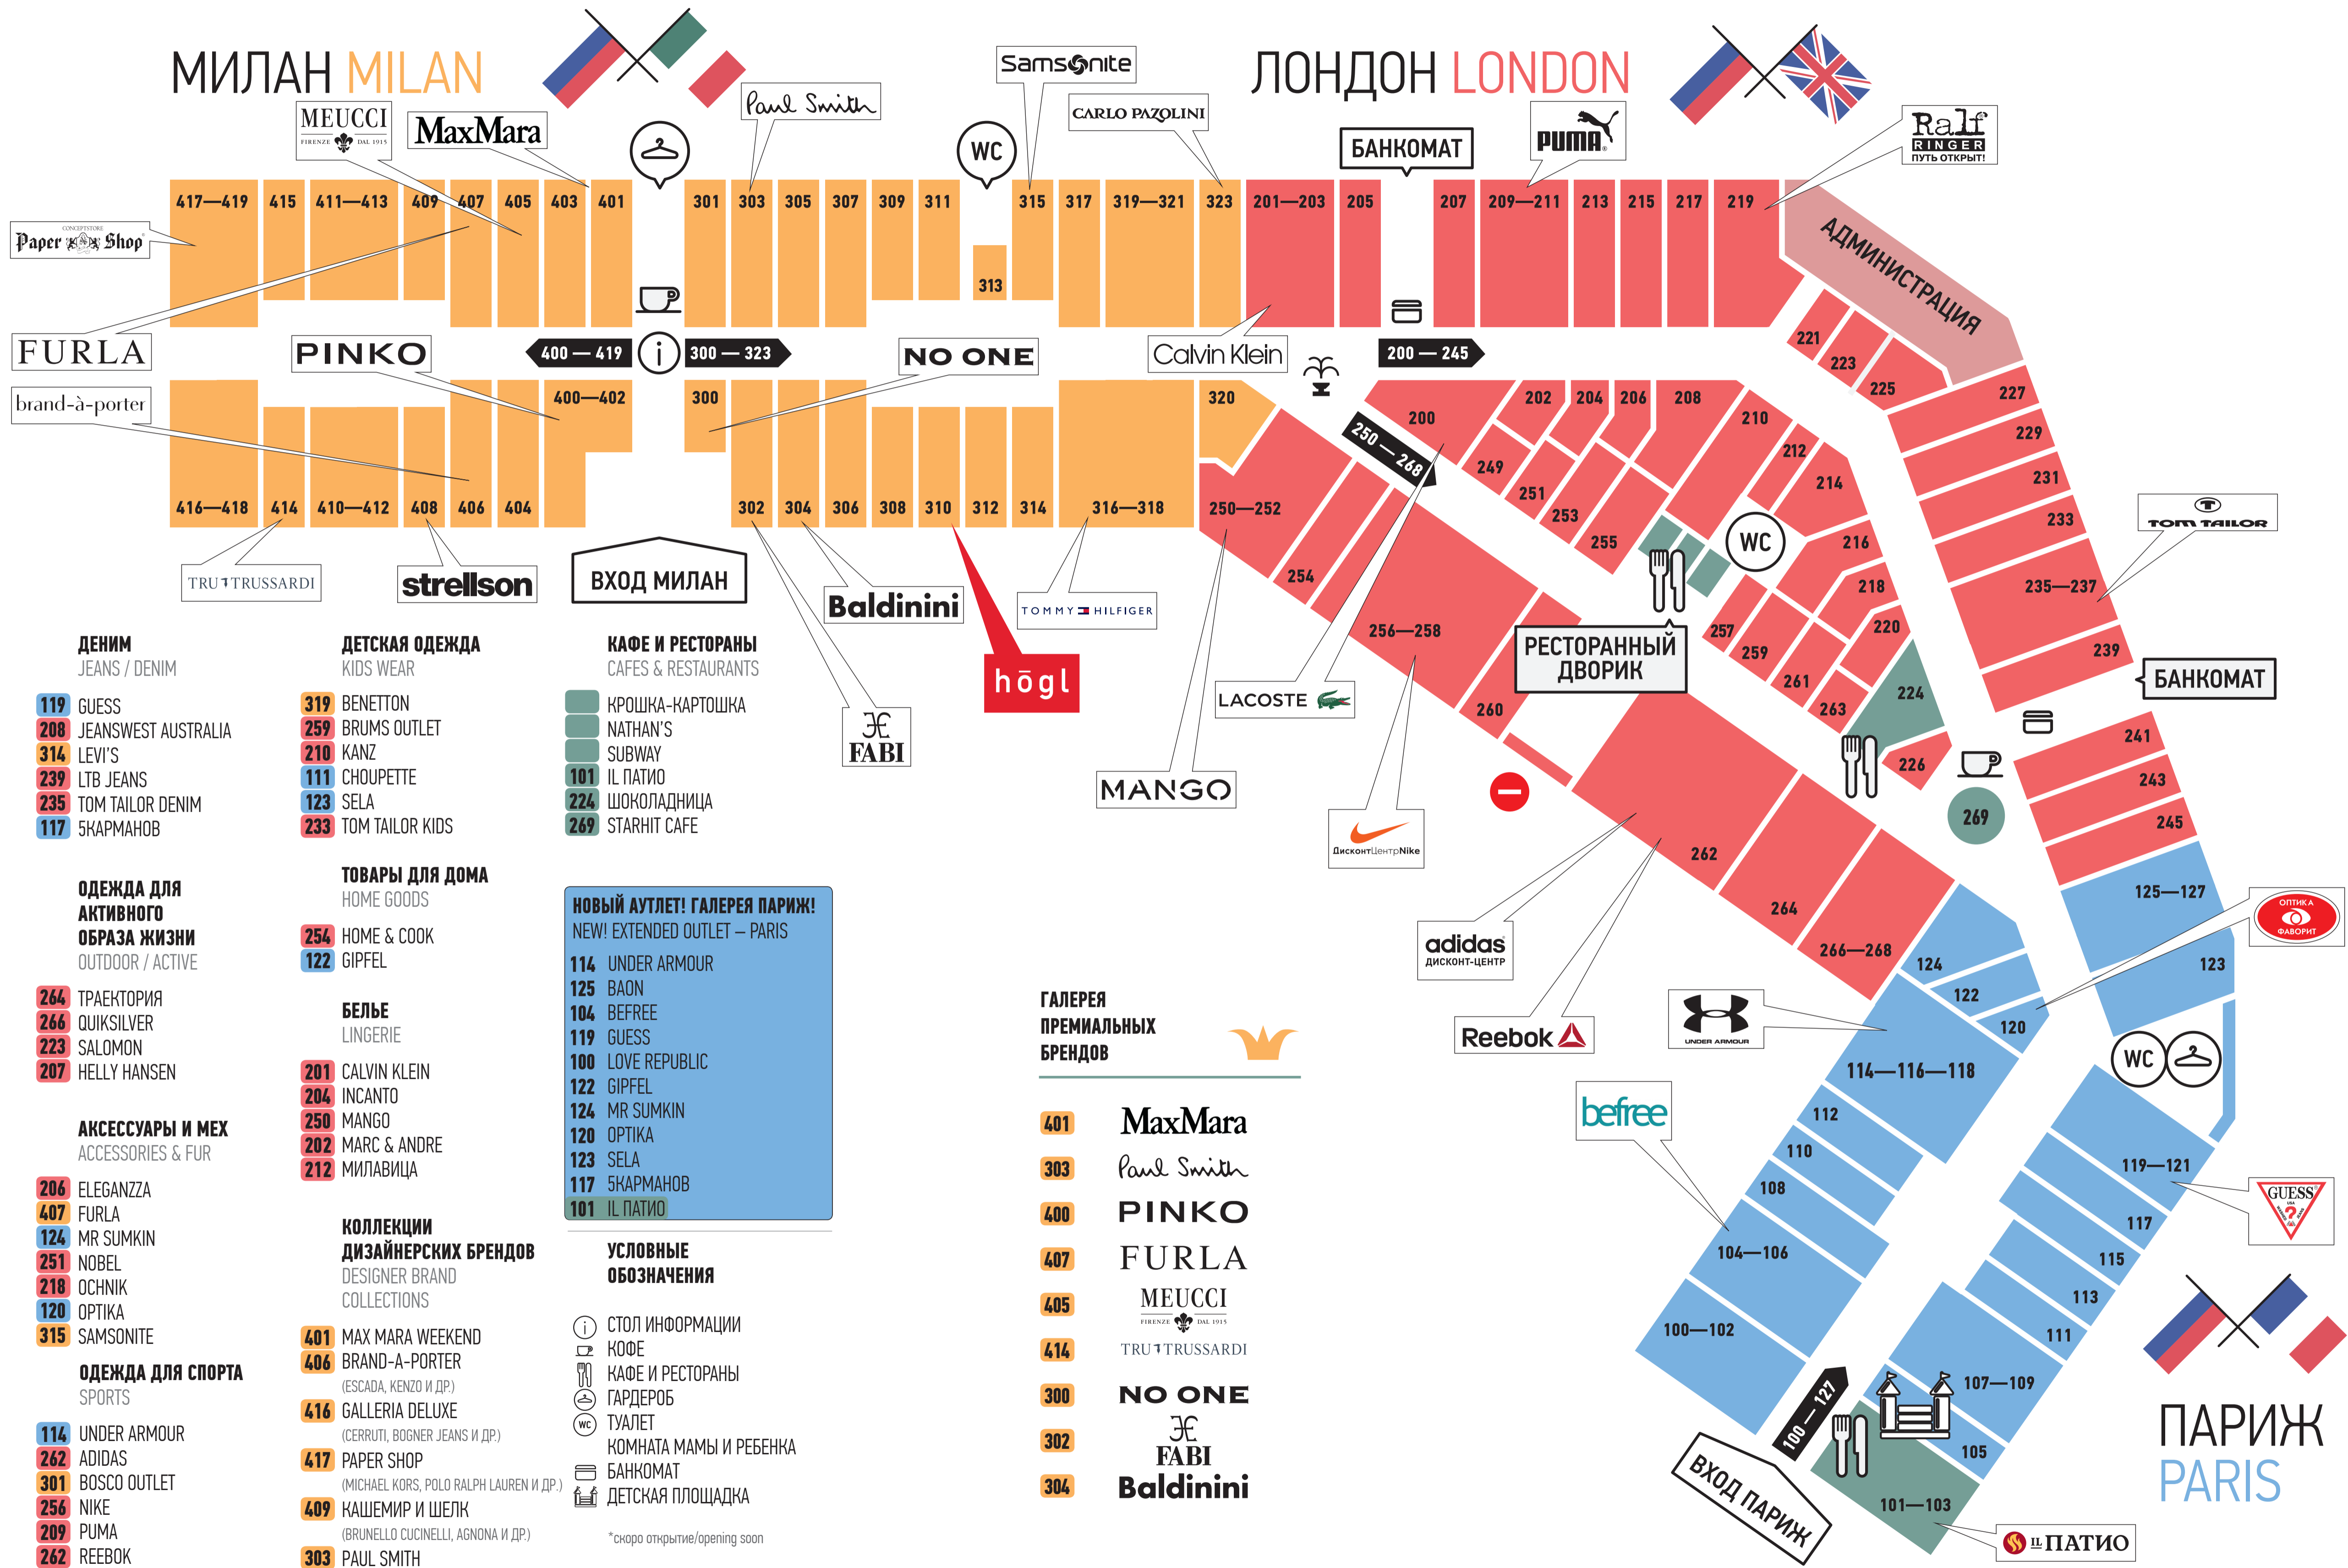 МИЛАН MILAN
ЛОНДОН LONDON
MEUCCI
FIRENZE DAL 1915
MaxMara
Paul Smith
WC
Samsonite
CARLO PAZOLINI
БАНКОМАТ
PUMA
Ralf
RINGER
ПУТЬ ОТКРЫТ!
417—419
415
411—413
409
407
405
403
401
301
303
305
307
309
311
313
315
317
319—321
323
201—203
205
207
209—211
213
215
217
219
АДМИНИСТРАЦИЯ
CONCEPTSTORE
Paper Shop
FURLA
PINKO
400 — 419
i
300 — 323
NO ONE
Calvin Klein
200 — 245
221
223
225
227
229
231
233
235—237
239
brand-à-porter
400—402
300
320
250 — 268
200
202
204
206
208
210
212
214
216
218
220
224
226
249
251
253
255
WC
257
259
261
263
TOM TAILOR
БАНКОМАТ
416—418
414
410—412
408
406
404
302
304
306
308
310
312
314
316—318
250—252
254
256—258
260
262
264
266—268
TRU TRUSSARDI
strellson
ВХОД МИЛАН
Baldinini
TOMMY HILFIGER
högl
FABI
LACOSTE
MANGO
ДисконтЦентрNike
РЕСТОРАННЫЙ
ДВОРИК
269
241
243
245
125—127
123
124
122
120
adidas
ДИСКОНТ-ЦЕНТР
Reebok
ОПТИКА
ФАВОРИТ
UNDER ARMOUR
114—116—118
WC
befree
112
110
108
104—106
100—102
119—121
117
115
113
111
107—109
105
101—103
GUESS
100 — 127
ВХОД ПАРИЖ
IL ПАТИО
ПАРИЖ
PARIS
ДЕНИМ
JEANS / DENIM
119 GUESS
208 JEANSWEST AUSTRALIA
314 LEVI'S
239 LTB JEANS
235 TOM TAILOR DENIM
117 5КАРМАНОВ
ОДЕЖДА ДЛЯ
АКТИВНОГО
ОБРАЗА ЖИЗНИ
OUTDOOR / ACTIVE
264 ТРАЕКТОРИЯ
266 QUIKSILVER
223 SALOMON
207 HELLY HANSEN
АКСЕССУАРЫ И МЕХ
ACCESSORIES & FUR
206 ELEGANZZA
407 FURLA
124 MR SUMKIN
251 NOBEL
218 OCHNIK
120 OPTIKA
315 SAMSONITE
ОДЕЖДА ДЛЯ СПОРТА
SPORTS
114 UNDER ARMOUR
262 ADIDAS
301 BOSCO OUTLET
256 NIKE
209 PUMA
262 REEBOK
ДЕТСКАЯ ОДЕЖДА
KIDS WEAR
319 BENETTON
259 BRUMS OUTLET
210 KANZ
111 CHOUPETTE
123 SELA
233 TOM TAILOR KIDS
ТОВАРЫ ДЛЯ ДОМА
HOME GOODS
254 HOME & COOK
122 GIPFEL
БЕЛЬЕ
LINGERIE
201 CALVIN KLEIN
204 INCANTO
250 MANGO
202 MARC & ANDRE
212 МИЛАВИЦА
КОЛЛЕКЦИИ
ДИЗАЙНЕРСКИХ БРЕНДОВ
DESIGNER BRAND
COLLECTIONS
401 MAX MARA WEEKEND
406 BRAND-A-PORTER
(ESCADA, KENZO И ДР.)
416 GALLERIA DELUXE
(CERRUTI, BOGNER JEANS И ДР.)
417 PAPER SHOP
(MICHAEL KORS, POLO RALPH LAUREN И ДР.)
409 КАШЕМИР И ШЕЛК
(BRUNELLO CUCINELLI, AGNONA И ДР.)
303 PAUL SMITH
КАФЕ И РЕСТОРАНЫ
CAFES & RESTAURANTS
КРОШКА-КАРТОШКА
NATHAN'S
SUBWAY
101 IL ПАТИО
224 ШОКОЛАДНИЦА
269 STARHIT CAFE
НОВЫЙ АУТЛЕТ! ГАЛЕРЕЯ ПАРИЖ!
NEW! EXTENDED OUTLET – PARIS
114 UNDER ARMOUR
125 BAON
104 BEFREE
119 GUESS
100 LOVE REPUBLIC
122 GIPFEL
124 MR SUMKIN
120 OPTIKA
123 SELA
117 5КАРМАНОВ
101 IL ПАТИО
УСЛОВНЫЕ
ОБОЗНАЧЕНИЯ
i СТОЛ ИНФОРМАЦИИ
КОФЕ
КАФЕ И РЕСТОРАНЫ
ГАРДЕРОБ
WC ТУАЛЕТ
КОМНАТА МАМЫ И РЕБЕНКА
БАНКОМАТ
ДЕТСКАЯ ПЛОЩАДКА
*скоро открытие/opening soon
ГАЛЕРЕЯ
ПРЕМИАЛЬНЫХ
БРЕНДОВ
401 MaxMara
303 Paul Smith
400 PINKO
407 FURLA
405 MEUCCI
FIRENZE DAL 1915
414 TRU TRUSSARDI
300 NO ONE
302 FABI
304 Baldinini